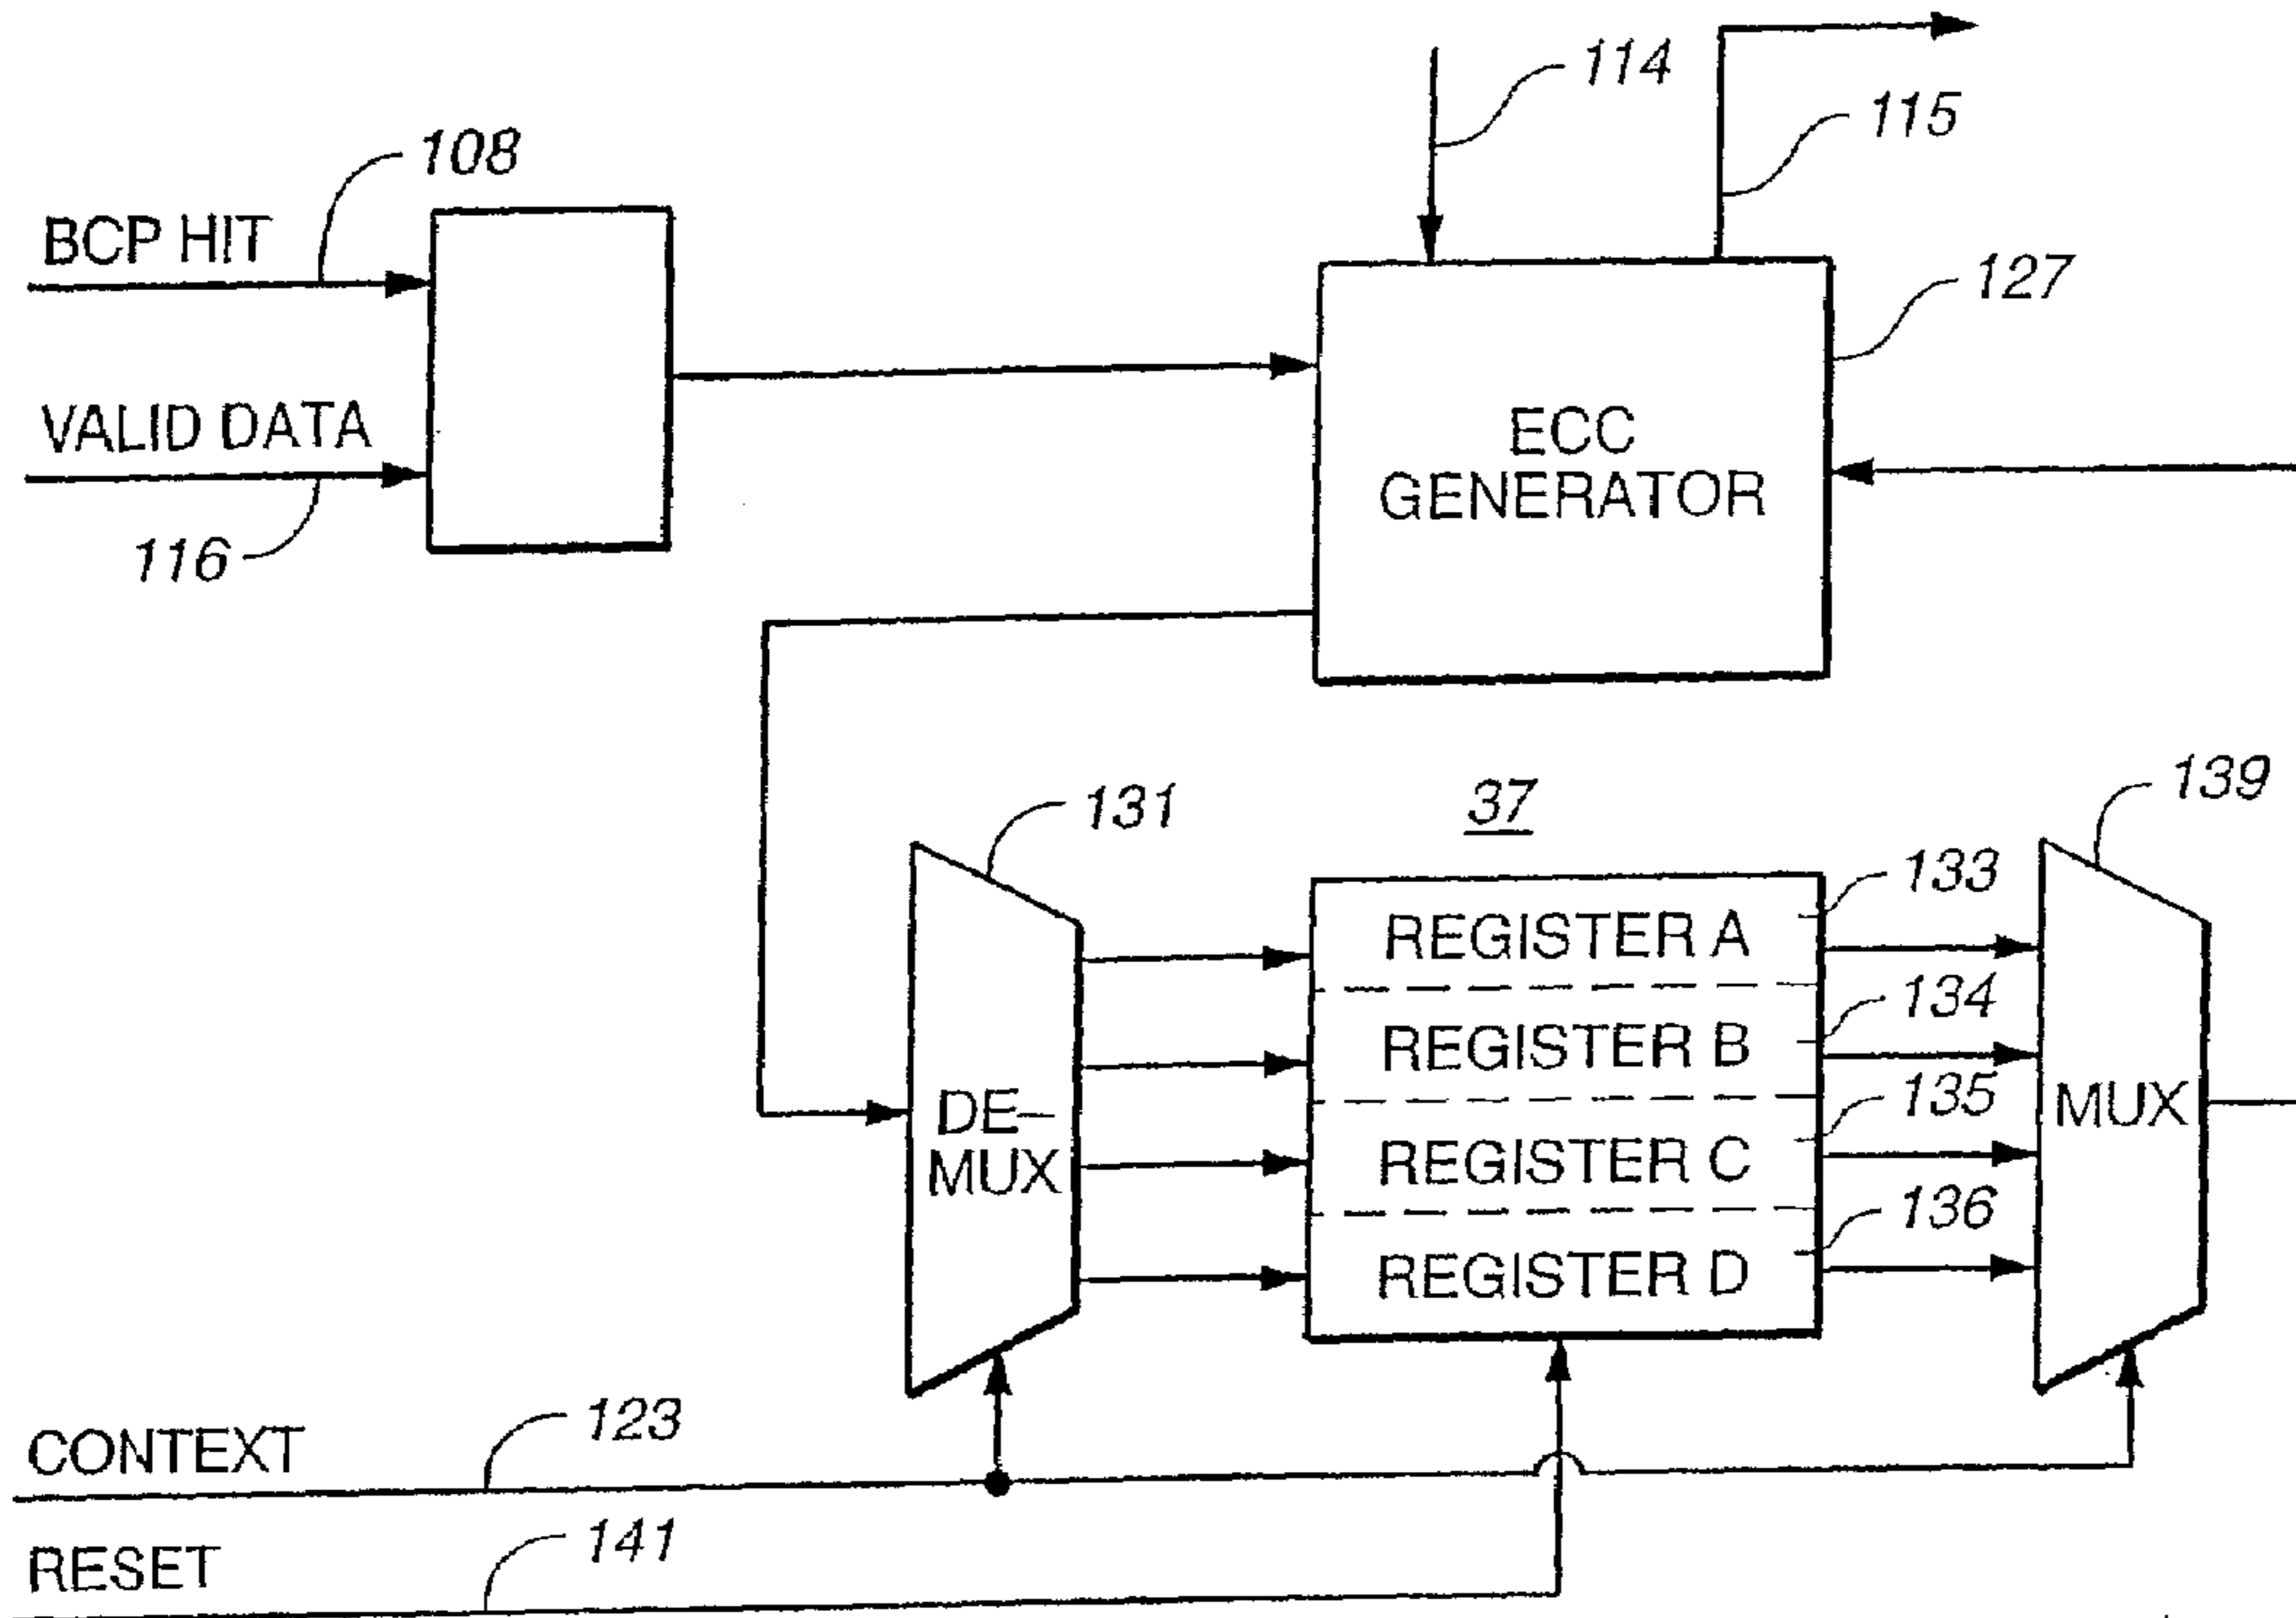 114
115
108
BCP HIT
127
VALID DATA
ECC
GENERATOR
116
37
139
131
133
REGISTER A
134
REGISTER B
135
MUX
DE-
MUX
REGISTER C
136
REGISTER D
123
CONTEXT
141
RESET